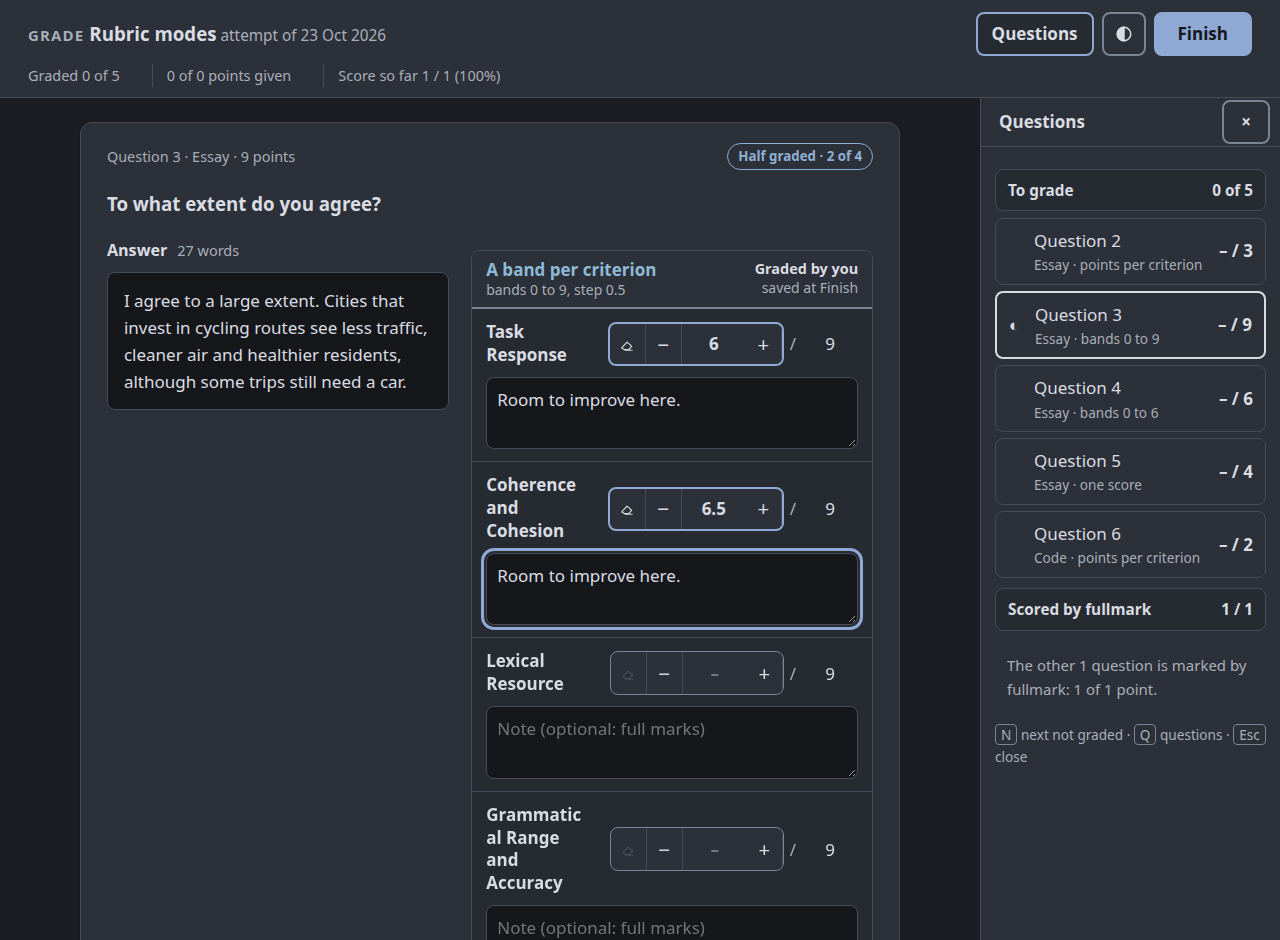 GRADE Rubric modes attempt of 23 Oct 2026
Questions
Finish
Graded 0 of 5
0 of 0 points given
Score so far 1 / 1 (100%)
Question 3 · Essay · 9 points
Half graded · 2 of 4
To what extent do you agree?
Answer 27 words
I agree to a large extent. Cities that
invest in cycling routes see less traffic,
cleaner air and healthier residents,
although some trips still need a car.
A band per criterion
bands 0 to 9, step 0.5
Graded by you
saved at Finish
Task
Response
− 6 + / 9
Room to improve here.
Coherence
and
Cohesion
− 6.5 + / 9
Room to improve here.
Lexical
Resource
− – + / 9
Note (optional: full marks)
Grammatic
al Range
and
Accuracy
− – + / 9
Note (optional: full marks)
Questions
×
To grade 0 of 5
Question 2
Essay · points per criterion
– / 3
Question 3
Essay · bands 0 to 9
– / 9
Question 4
Essay · bands 0 to 6
– / 6
Question 5
Essay · one score
– / 4
Question 6
Code · points per criterion
– / 2
Scored by fullmark 1 / 1
The other 1 question is marked by
fullmark: 1 of 1 point.
N next not graded · Q questions · Esc
close